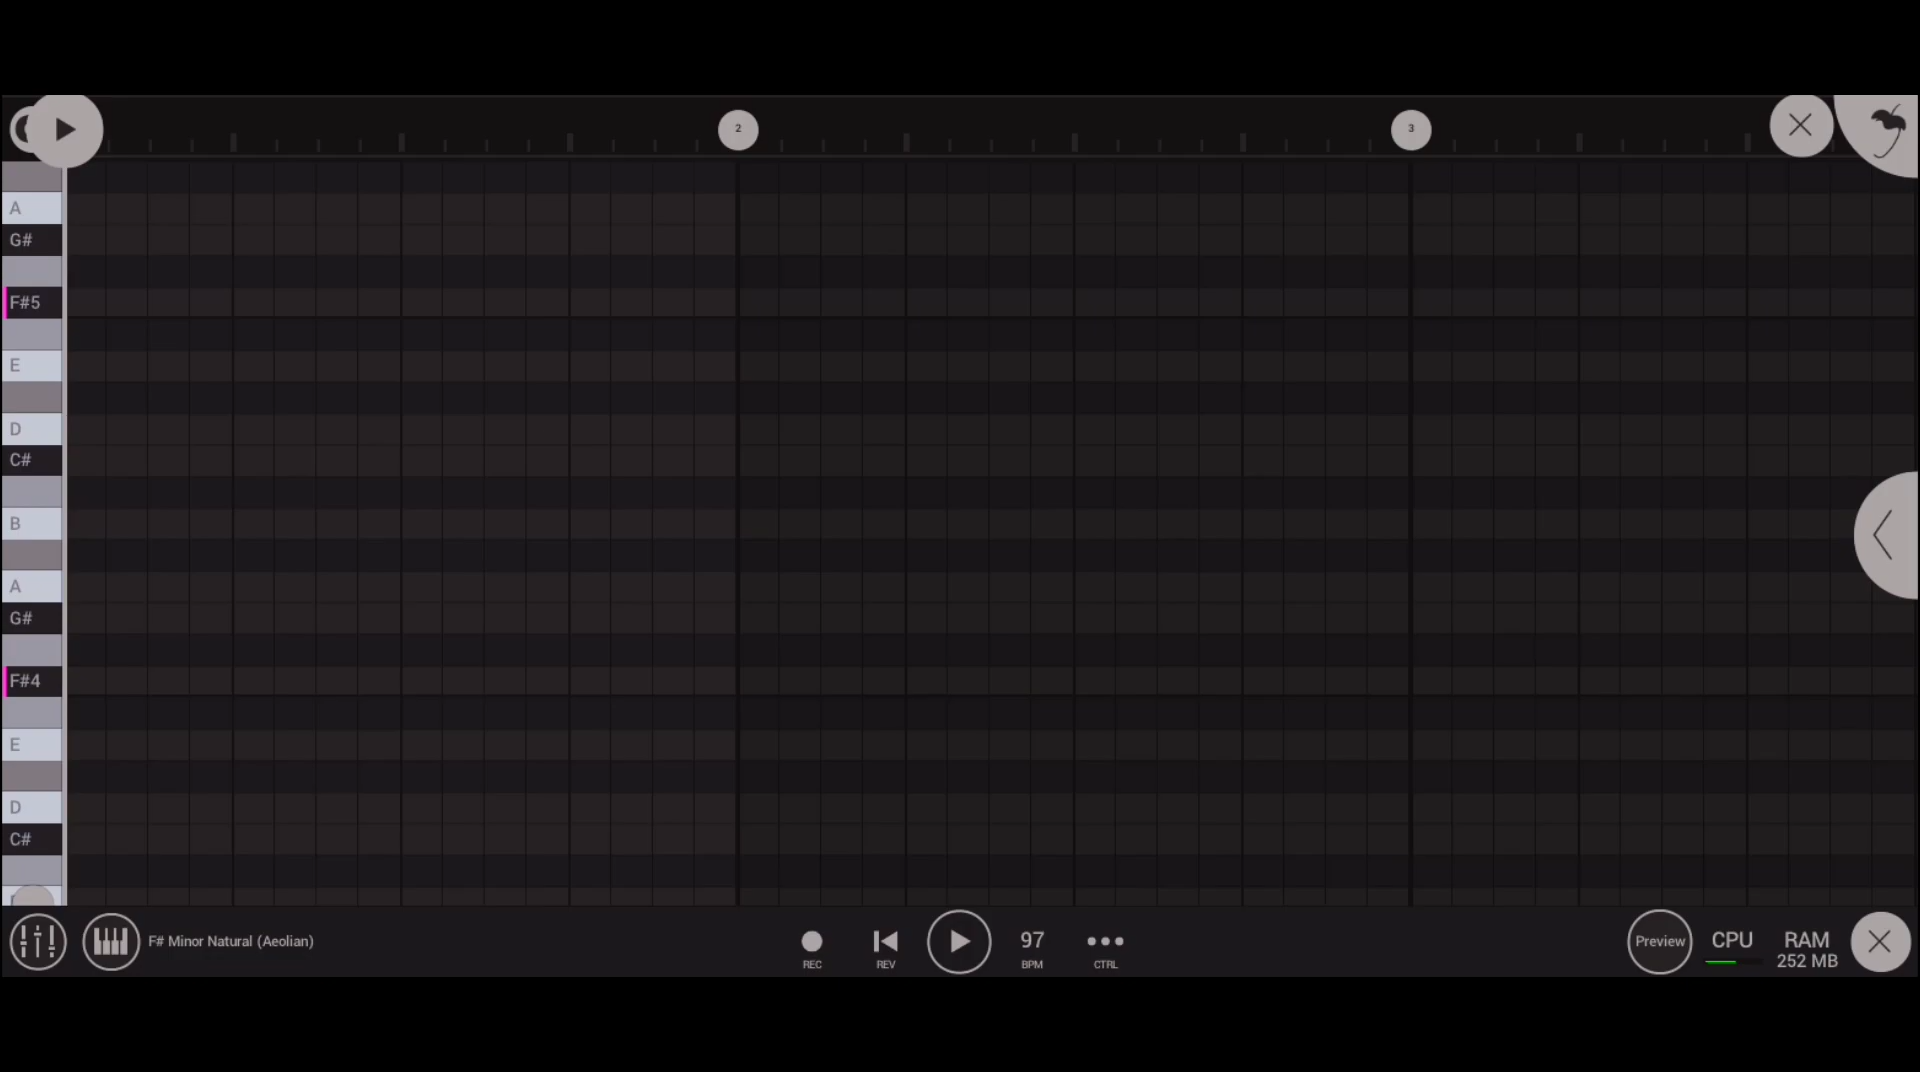 2
3
A
G#
F#5
E
D
C#
B
A
G#
F#4
E
D
C#
F# Minor Natural (Aeolian)
REC
REV
97
BPM
CTRL
Preview
CPU
RAM
252 MB